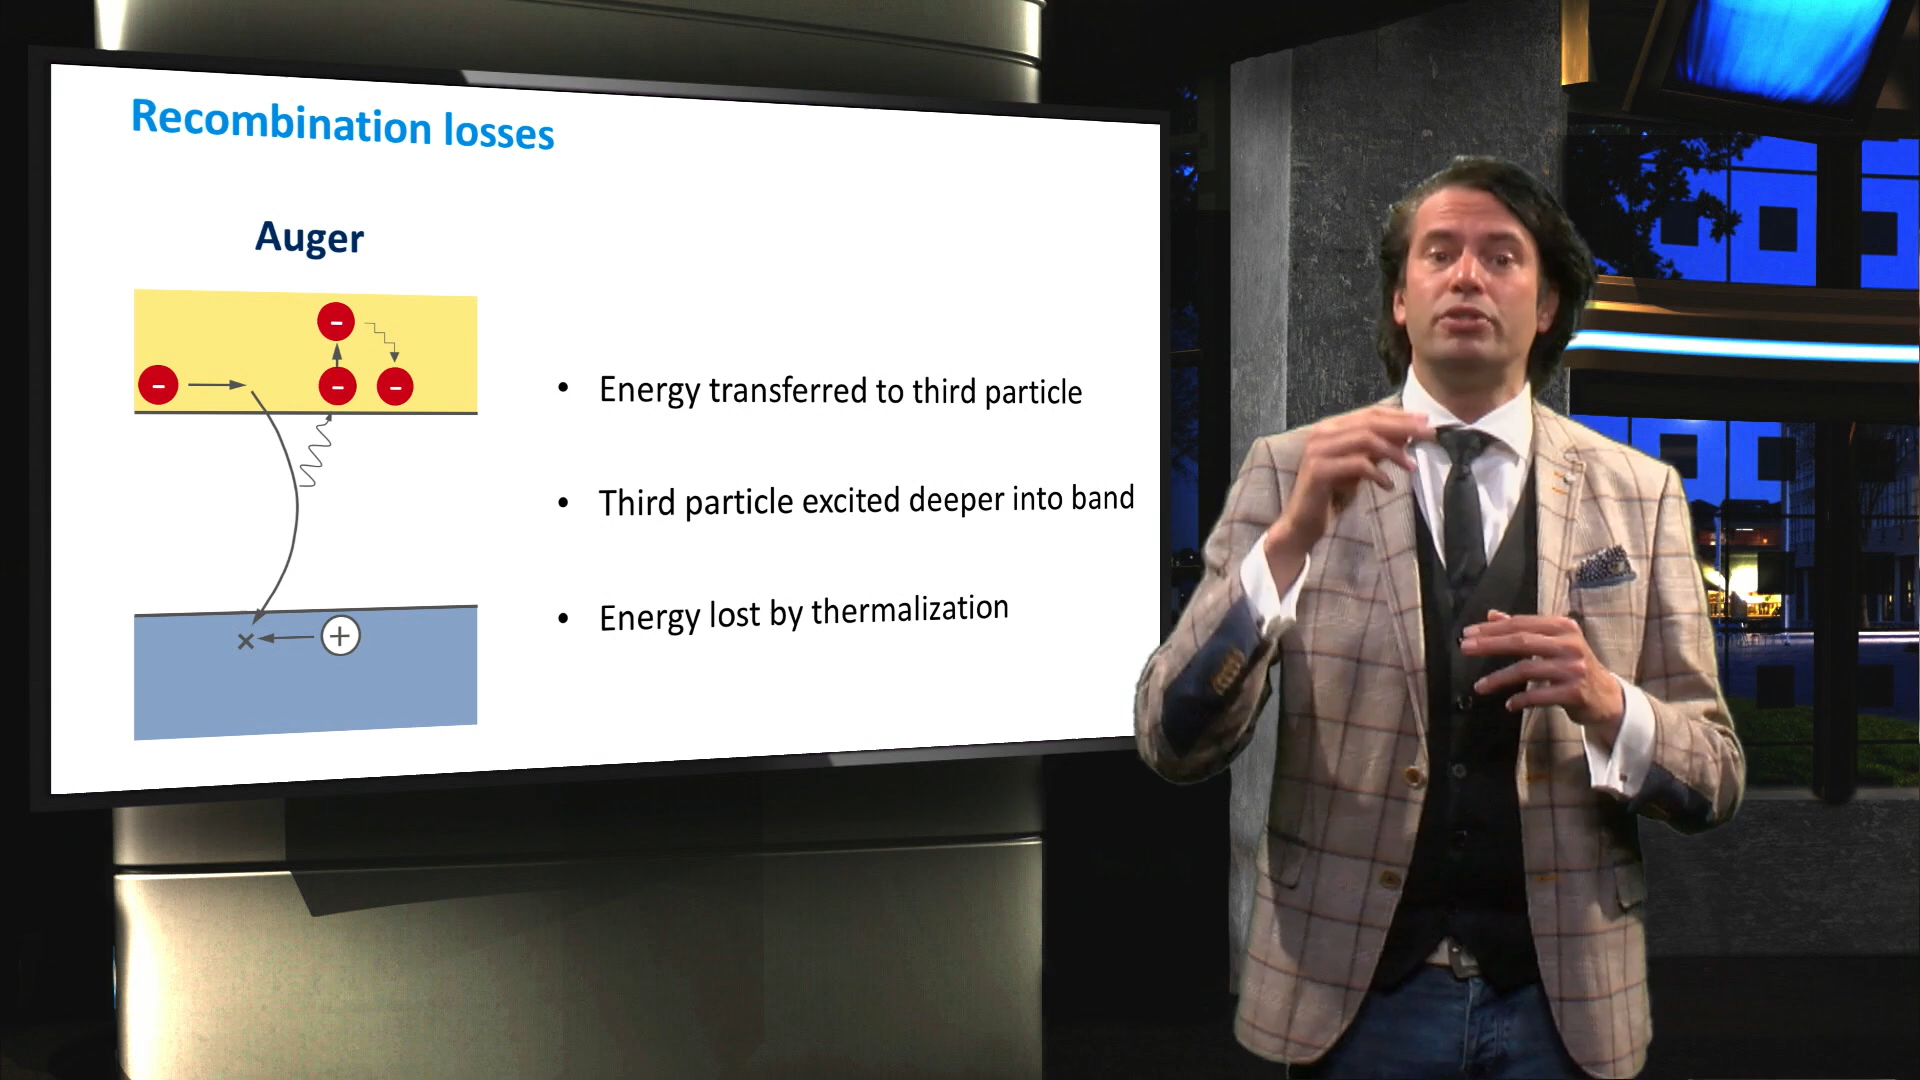 Recombination losses
Auger
• Energy transferred to third particle
• Third particle excited deeper into band
• Energy lost by thermalization
- - - -
×
+